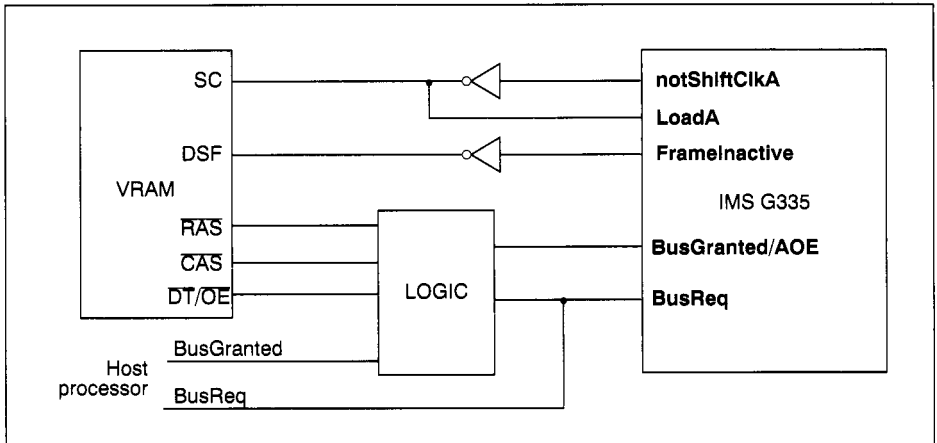 SC
notShiftClkA
LoadA
DSF
FrameInactive
VRAM
IMS G335
RAS
BusGranted/AOE
CAS
LOGIC
DT/OE
BusReq
BusGranted
Host
processor
BusReq